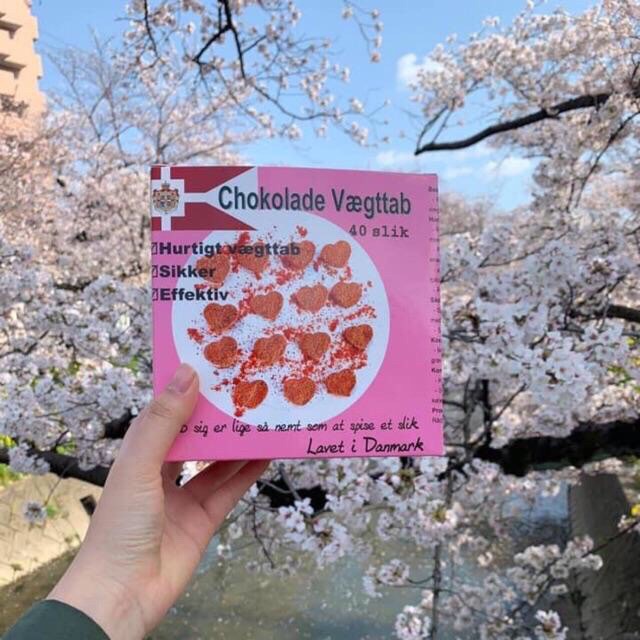 Chokolade Vægttab
40 slik
Hurtigt vægttab
Sikker
Effektiv
sig er lige så nemt som at spise et slik
Lavet i Danmark